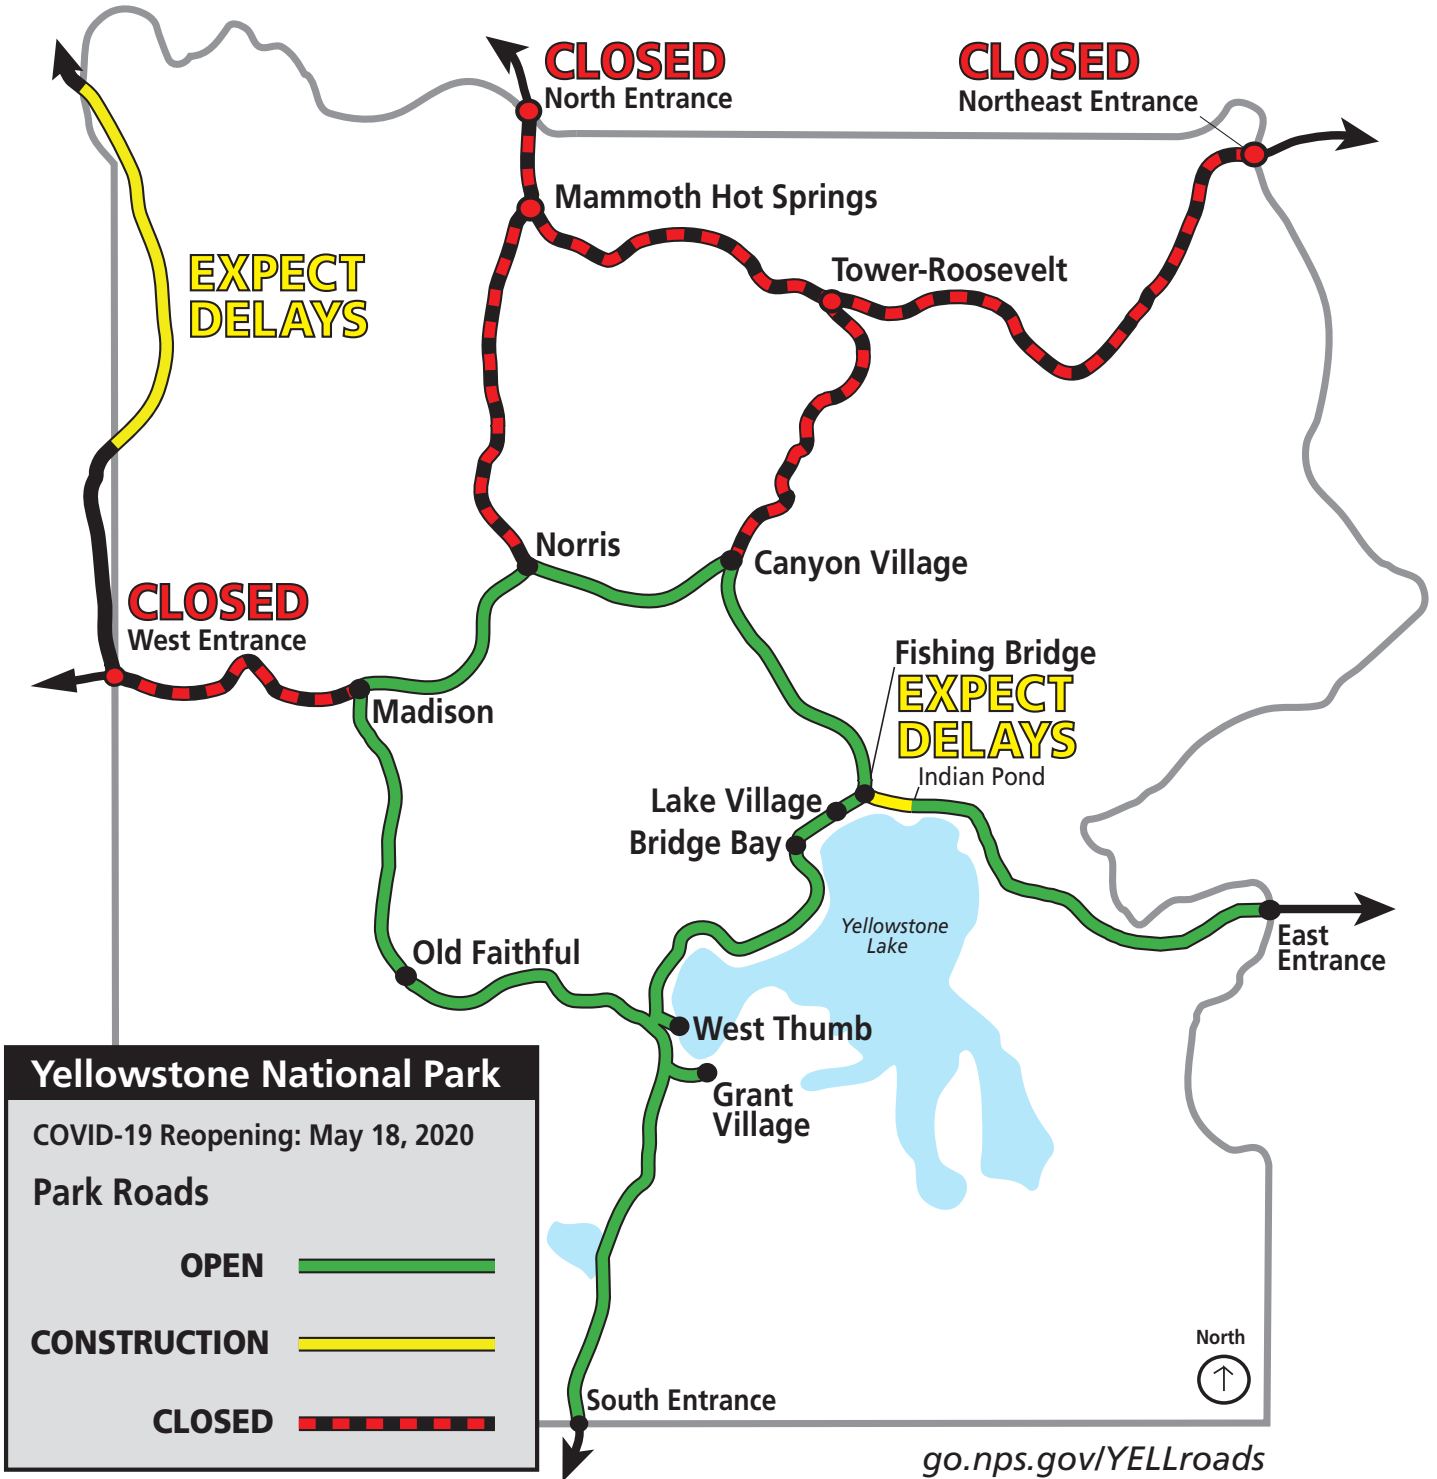 CLOSED
North Entrance
CLOSED
Northeast Entrance
Mammoth Hot Springs
EXPECT
DELAYS
Tower-Roosevelt
Norris
Canyon Village
CLOSED
West Entrance
Madison
Fishing Bridge
EXPECT
DELAYS
Indian Pond
Lake Village
Bridge Bay
Yellowstone
Lake
East
Entrance
Old Faithful
West Thumb
Grant
Village
Yellowstone National Park
COVID-19 Reopening: May 18, 2020
Park Roads
OPEN
CONSTRUCTION
CLOSED
North
South Entrance
go.nps.gov/YELLroads